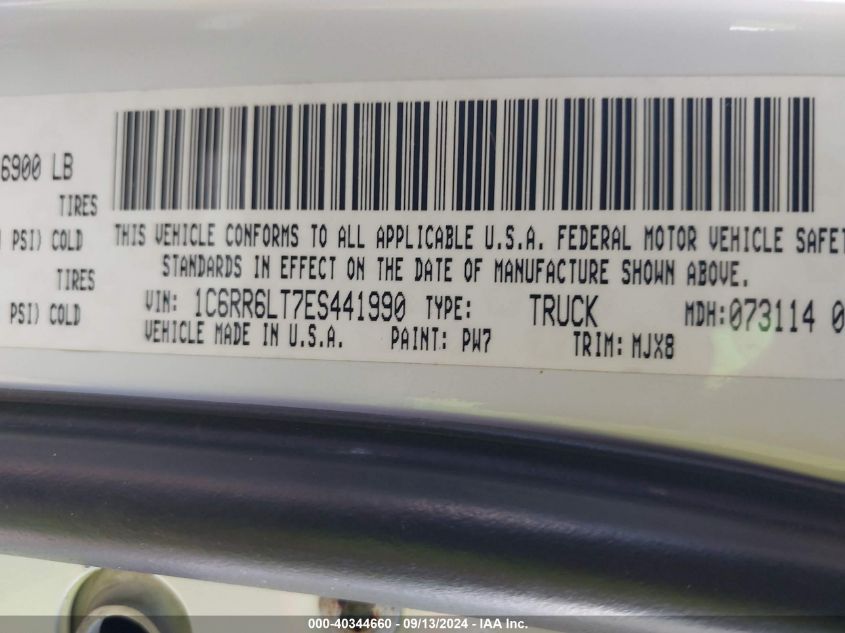 6900 LB
TIRES
PSI) COLD
TIRES
PSI) COLD
THIS VEHICLE CONFORMS TO ALL APPLICABLE U.S.A. FEDERAL MOTOR VEHICLE SAFET
STANDARDS IN EFFECT ON THE DATE OF MANUFACTURE SHOWN ABOVE.
VIN: 1C6RR6LT7ES441990 TYPE: TRUCK MDH:073114 0
VEHICLE MADE IN U.S.A. PAINT: PW7 TRIM: MJX8
000-40344660 - 09/13/2024 - IAA Inc.